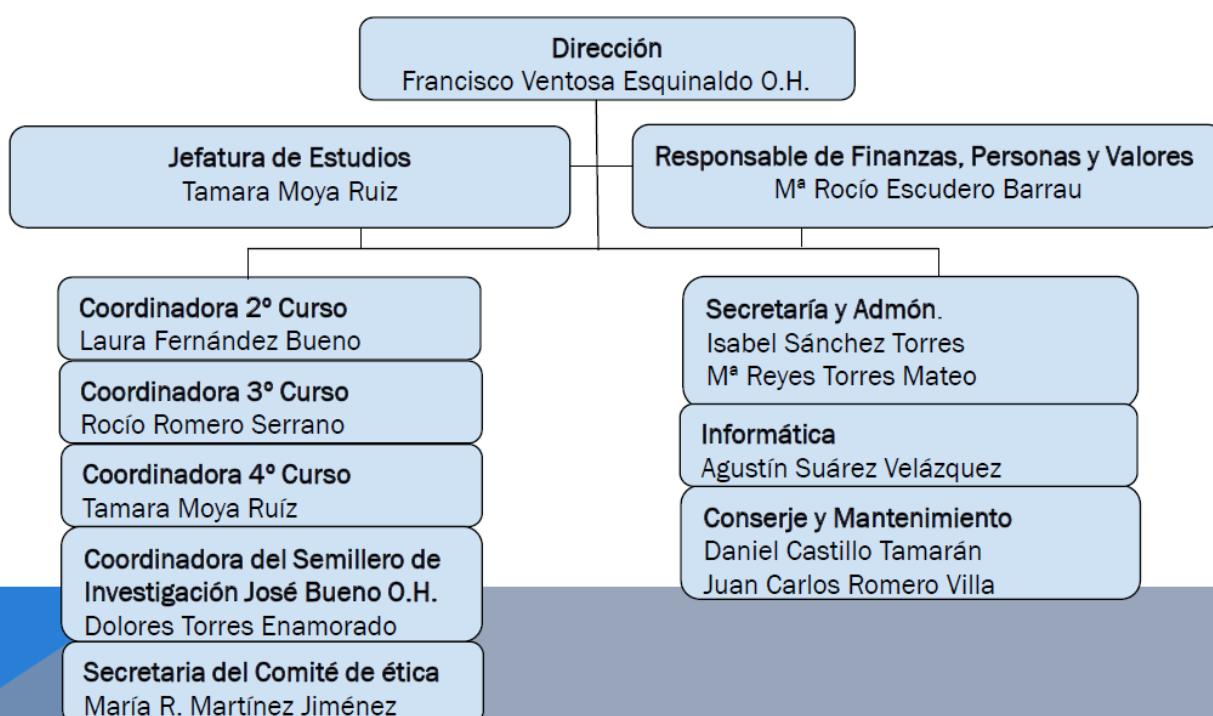 Dirección
Francisco Ventosa Esquinaldo O.H.
Jefatura de Estudios
Tamara Moya Ruiz
Responsable de Finanzas, Personas y Valores
Mª Rocío Escudero Barrau
Coordinadora 2º Curso
Laura Fernández Bueno
Coordinadora 3º Curso
Rocío Romero Serrano
Coordinadora 4º Curso
Tamara Moya Ruíz
Coordinadora del Semillero de
Investigación José Bueno O.H.
Dolores Torres Enamorado
Secretaria del Comité de ética
María R. Martínez Jiménez
Secretaría y Admón.
Isabel Sánchez Torres
Mª Reyes Torres Mateo
Informática
Agustín Suárez Velázquez
Conserje y Mantenimiento
Daniel Castillo Tamarán
Juan Carlos Romero Villa